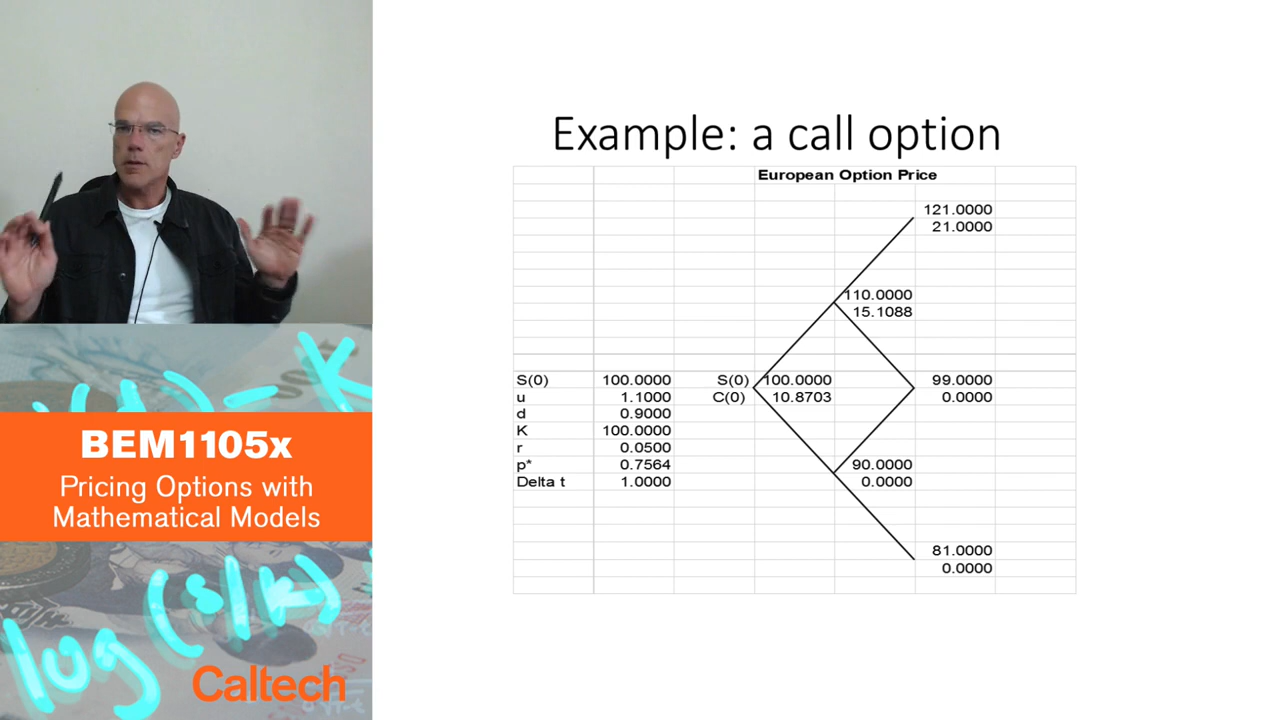 Example: a call option
European Option Price
121.0000
21.0000
110.0000
15.1088
S(0) 100.0000 S(0) 100.0000 99.0000
u 1.1000 C(0) 10.8703 0.0000
d 0.9000
K 100.0000
r 0.0500
p* 0.7564 90.0000
Delta t 1.0000 0.0000
81.0000
0.0000
- K
BEM1105x
Pricing Options with
Mathematical Models
log (s/k)
Caltech